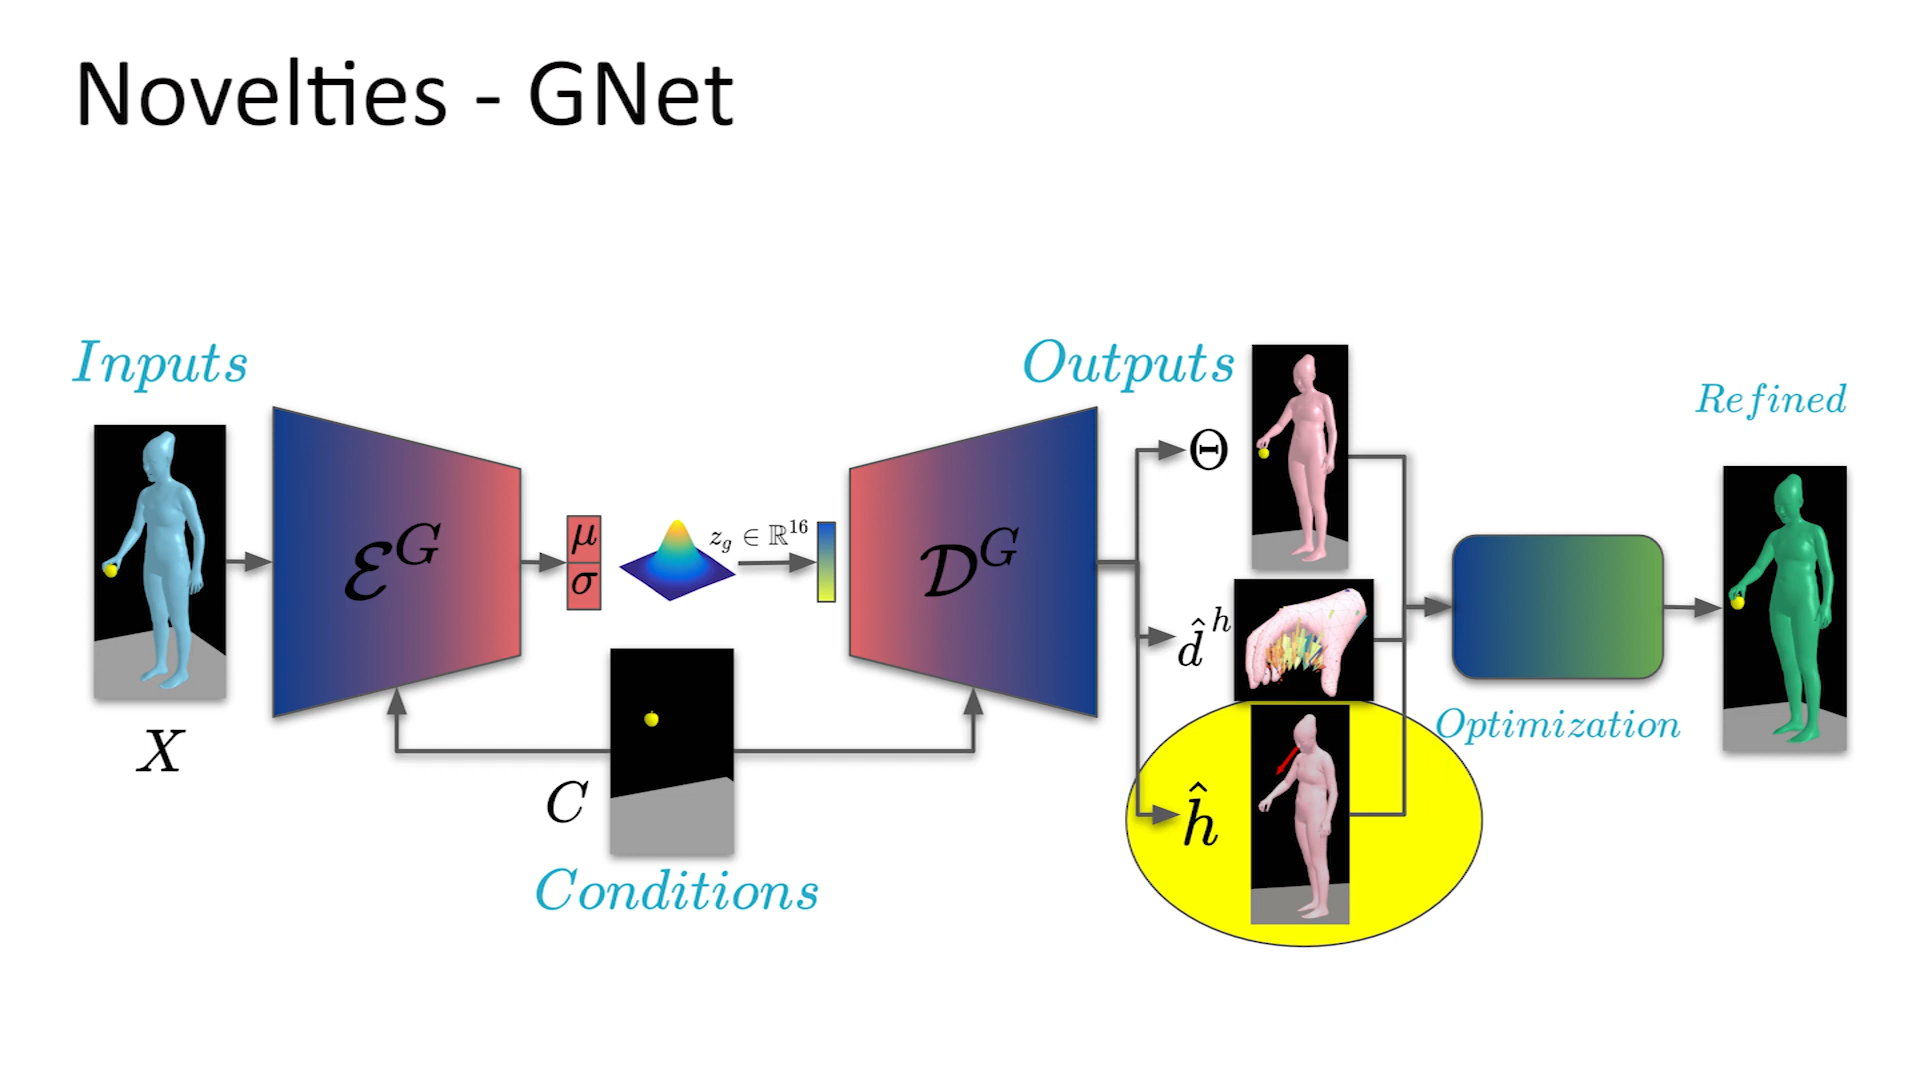 Novelties - GNet
Inputs
X
ℰ^G
μ
σ
z_g ∈ ℝ^16
𝒟^G
C
Conditions
Outputs
Θ
d̂^h
ĥ
Optimization
Refined